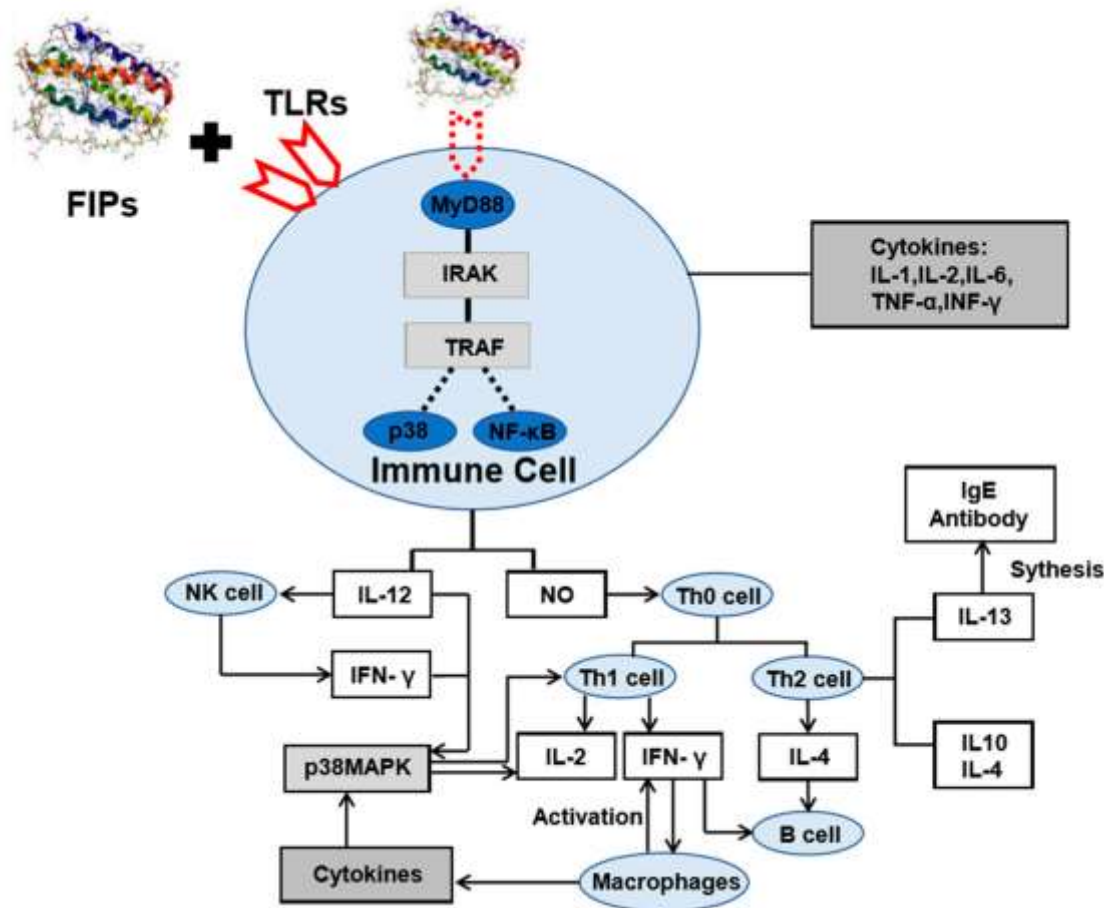 TLRs
FIPs
MyD88
IRAK
TRAF
p38
NF-κB
Immune Cell
Cytokines:
IL-1,IL-2,IL-6,
TNF-α,INF-γ
IgE
Antibody
Sythesis
NK cell
IL-12
NO
Th0 cell
IL-13
IFN- γ
Th1 cell
Th2 cell
p38MAPK
IL-2
IFN- γ
IL-4
IL10
IL-4
Activation
B cell
Cytokines
Macrophages